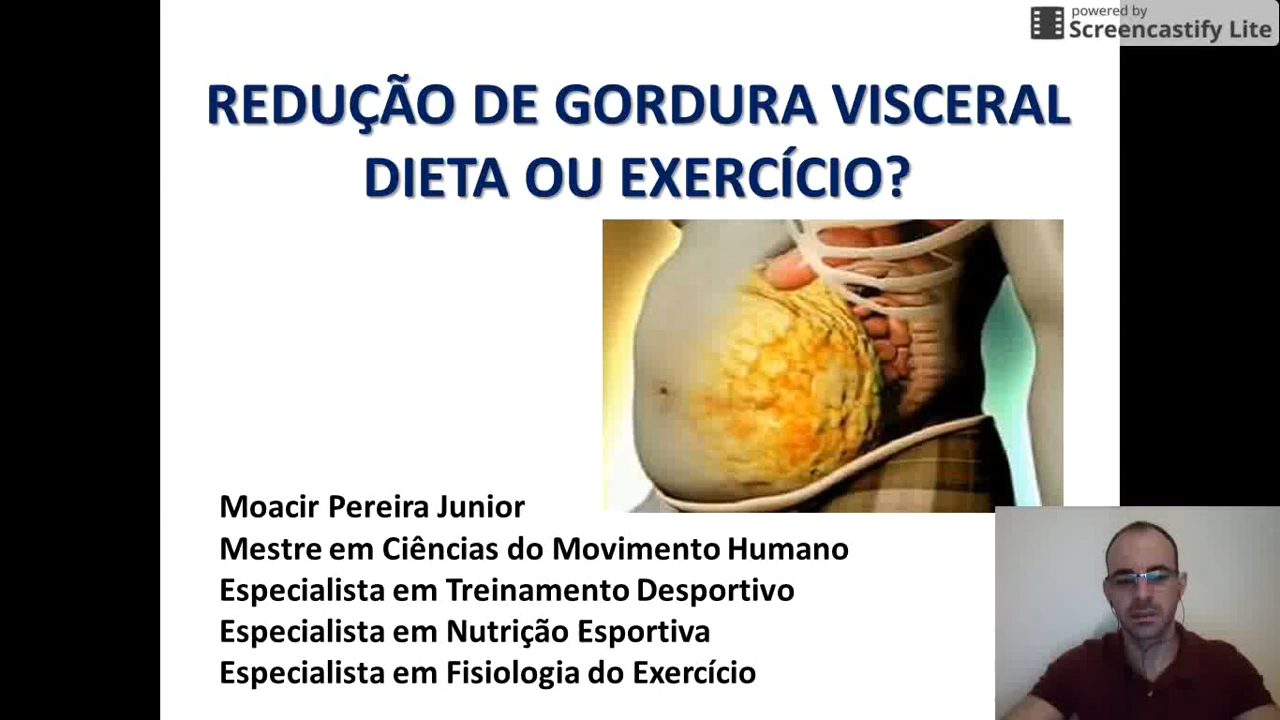 powered by
Screencastify Lite
REDUÇÃO DE GORDURA VISCERAL
DIETA OU EXERCÍCIO?
Moacir Pereira Junior
Mestre em Ciências do Movimento Humano
Especialista em Treinamento Desportivo
Especialista em Nutrição Esportiva
Especialista em Fisiologia do Exercício